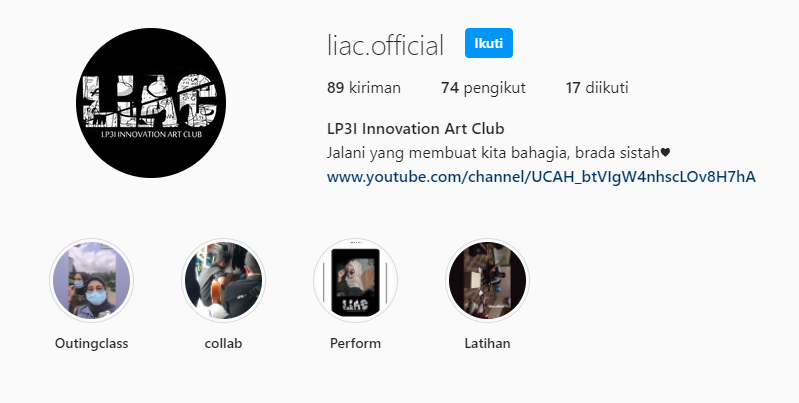 LIAC
LP3I INNOVATION ART CLUB
liac.official
Ikuti
89 kiriman 74 pengikut 17 diikuti
LP3I Innovation Art Club
Jalani yang membuat kita bahagia, brada sistah♥
www.youtube.com/channel/UCAH_btVIgW4nhscLOv8H7hA
LIAC
Outingclass collab Perform Latihan